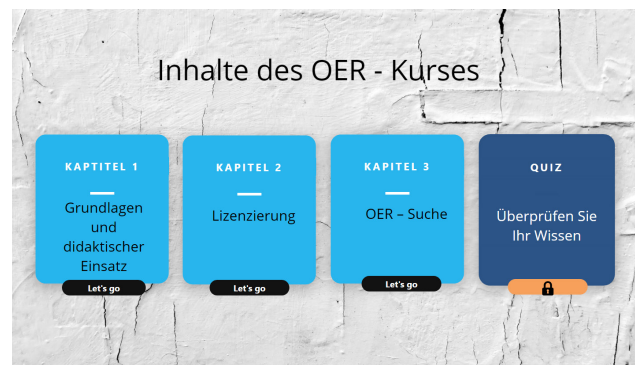 Inhalte des OER - Kurses
KAPTITEL 1
Grundlagen
und
didaktischer
Einsatz
Let's go
KAPITEL 2
Lizenzierung
Let's go
KAPITEL 3
OER – Suche
Let's go
QUIZ
Überprüfen Sie
Ihr Wissen